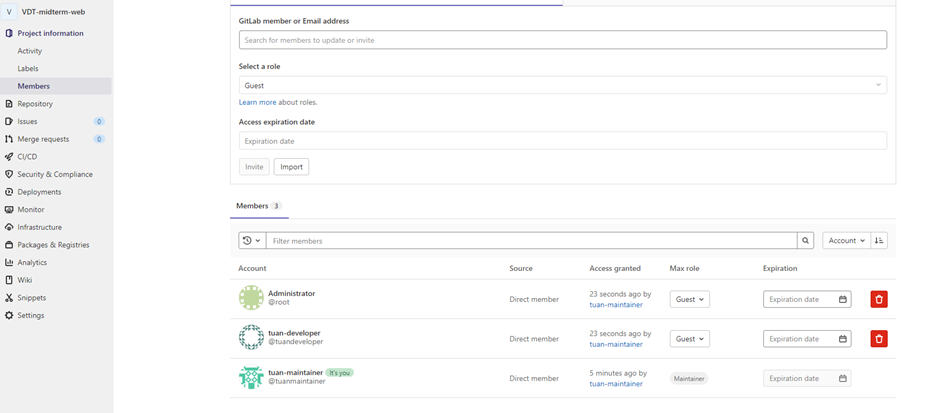 V VDT-midterm-web
Project information
Activity
Labels
Members
Repository
Issues 0
Merge requests 0
CI/CD
Security & Compliance
Deployments
Monitor
Infrastructure
Packages & Registries
Analytics
Wiki
Snippets
Settings
GitLab member or Email address
Search for members to update or invite
Select a role
Guest
Learn more about roles.
Access expiration date
Expiration date
Invite Import
Members 3
Filter members
Account
Account Source Access granted Max role Expiration
Administrator
@root
Direct member
23 seconds ago by
tuan-maintainer
Guest
Expiration date
tuan-developer
@tuandeveloper
Direct member
23 seconds ago by
tuan-maintainer
Guest
Expiration date
tuan-maintainer It's you
@tuanmaintainer
Direct member
5 minutes ago by
tuan-maintainer
Maintainer
Expiration date